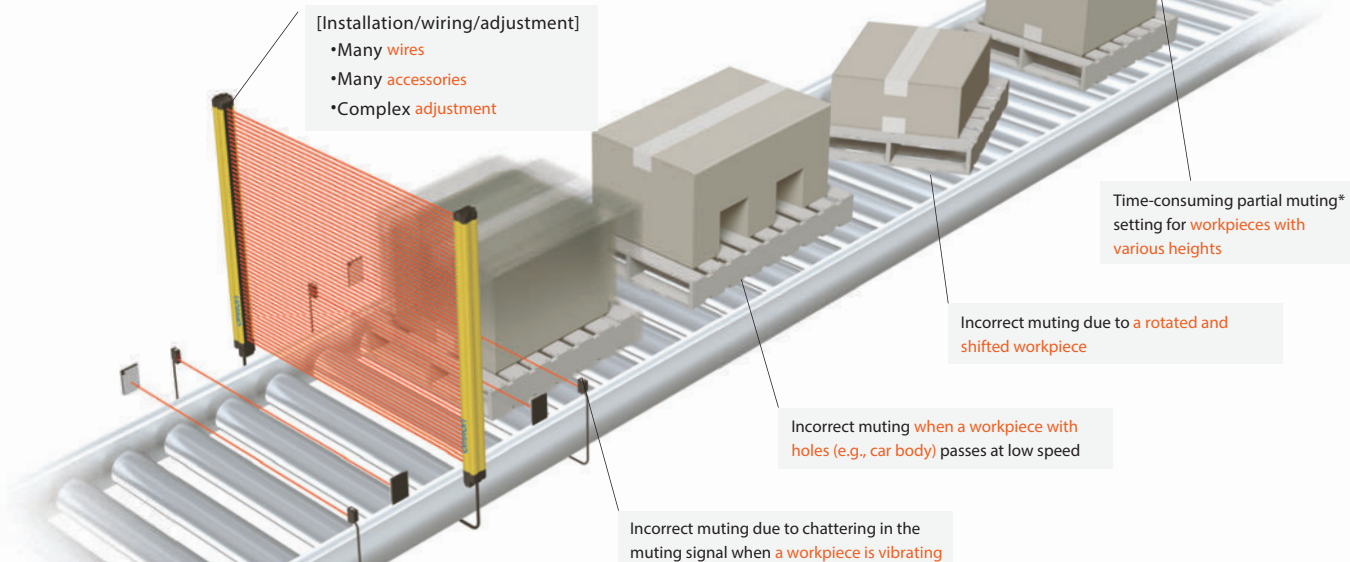 [Installation/wiring/adjustment]
•Many wires
•Many accessories
•Complex adjustment
Time-consuming partial muting*
setting for workpieces with
various heights
Incorrect muting due to a rotated and
shifted workpiece
Incorrect muting when a workpiece with
holes (e.g., car body) passes at low speed
Incorrect muting due to chattering in the
muting signal when a workpiece is vibrating